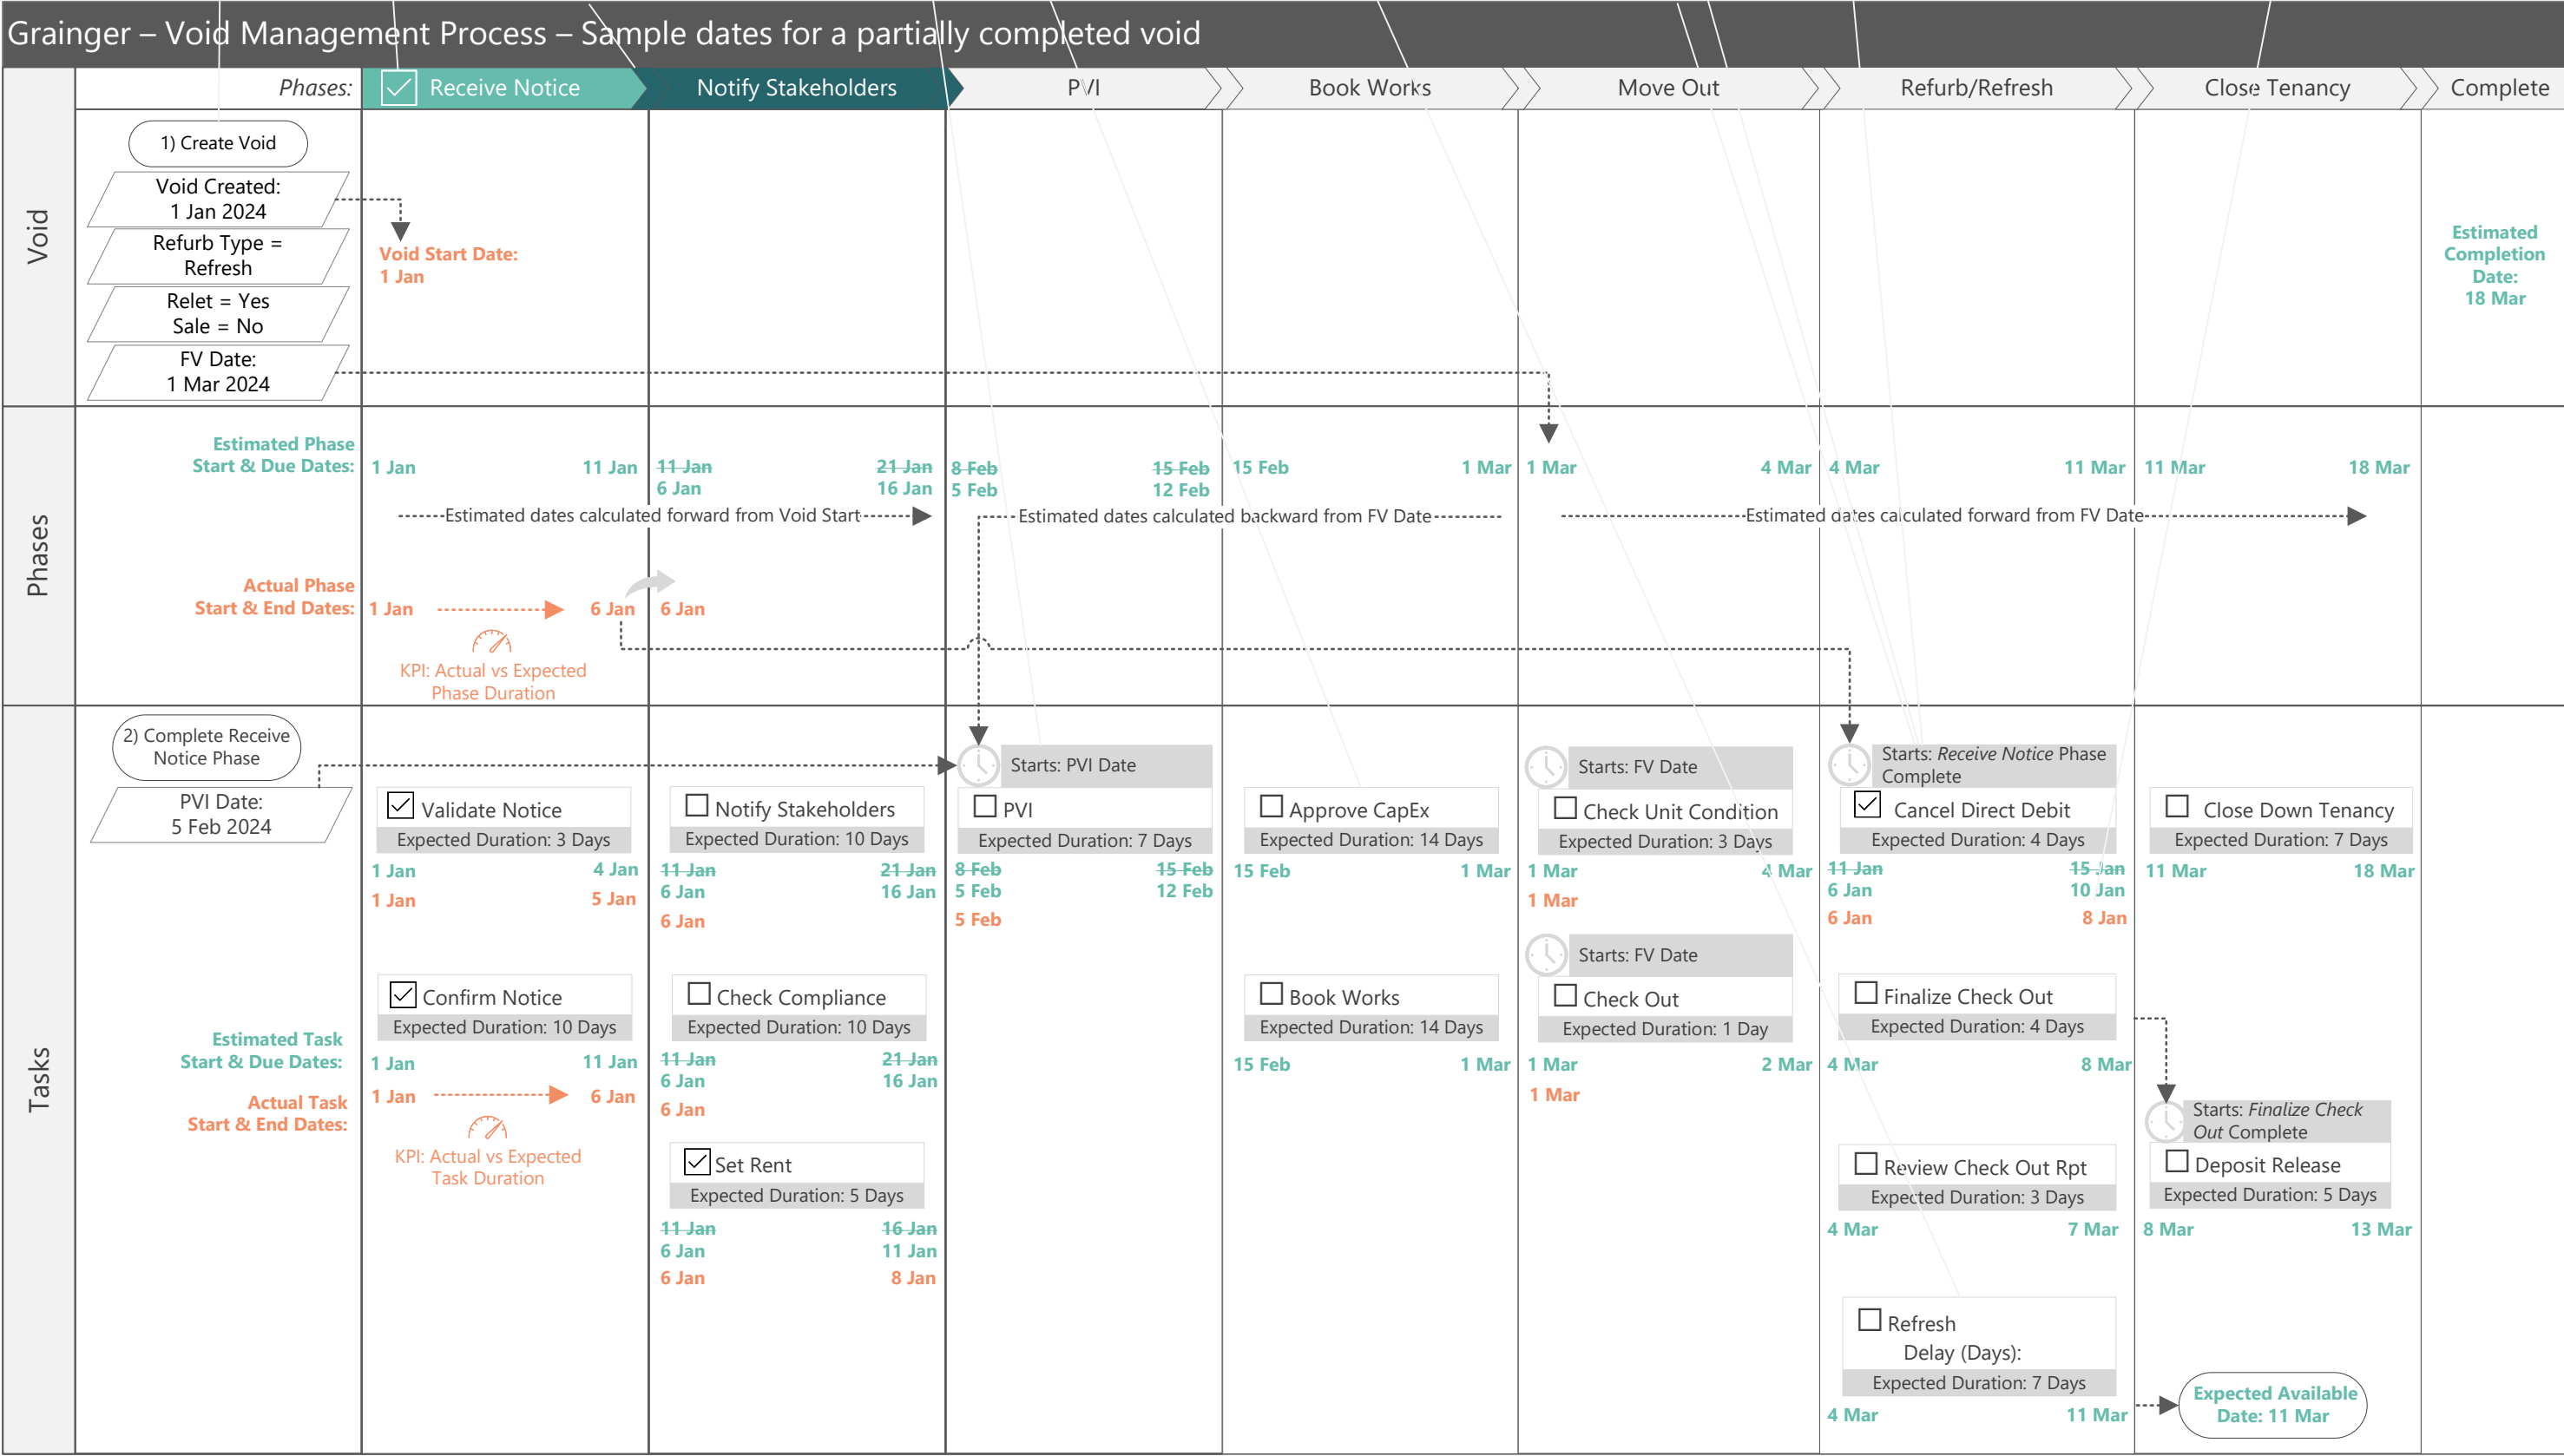 Grainger – Void Management Process – Sample dates for a partially completed void
Phases:
Receive Notice
Notify Stakeholders
PVI
Book Works
Move Out
Refurb/Refresh
Close Tenancy
Complete
Void
1) Create Void
Void Created:
1 Jan 2024
Refurb Type =
Refresh
Relet = Yes
Sale = No
FV Date:
1 Mar 2024
Void Start Date:
1 Jan
Estimated
Completion
Date:
18 Mar
Phases
Estimated Phase
Start & Due Dates:
1 Jan
11 Jan
11 Jan
6 Jan
21 Jan
16 Jan
8 Feb
5 Feb
15 Feb
12 Feb
15 Feb
1 Mar
1 Mar
4 Mar
4 Mar
11 Mar
11 Mar
18 Mar
Estimated dates calculated forward from Void Start
Estimated dates calculated backward from FV Date
Estimated dates calculated forward from FV Date
Actual Phase
Start & End Dates:
1 Jan
6 Jan
6 Jan
KPI: Actual vs Expected
Phase Duration
Tasks
2) Complete Receive
Notice Phase
PVI Date:
5 Feb 2024
Estimated Task
Start & Due Dates:
Actual Task
Start & End Dates:
Validate Notice
Expected Duration: 3 Days
1 Jan
4 Jan
1 Jan
5 Jan
Confirm Notice
Expected Duration: 10 Days
1 Jan
11 Jan
1 Jan
6 Jan
KPI: Actual vs Expected
Task Duration
Notify Stakeholders
Expected Duration: 10 Days
11 Jan
21 Jan
6 Jan
16 Jan
6 Jan
Check Compliance
Expected Duration: 10 Days
11 Jan
21 Jan
6 Jan
16 Jan
6 Jan
Set Rent
Expected Duration: 5 Days
11 Jan
16 Jan
6 Jan
11 Jan
6 Jan
8 Jan
Starts: PVI Date
PVI
Expected Duration: 7 Days
8 Feb
15 Feb
5 Feb
12 Feb
5 Feb
Approve CapEx
Expected Duration: 14 Days
15 Feb
1 Mar
Book Works
Expected Duration: 14 Days
15 Feb
1 Mar
Starts: FV Date
Check Unit Condition
Expected Duration: 3 Days
1 Mar
4 Mar
1 Mar
Starts: FV Date
Check Out
Expected Duration: 1 Day
1 Mar
2 Mar
1 Mar
Starts: Receive Notice Phase
Complete
Cancel Direct Debit
Expected Duration: 4 Days
11 Jan
15 Jan
6 Jan
10 Jan
6 Jan
8 Jan
Finalize Check Out
Expected Duration: 4 Days
4 Mar
8 Mar
Review Check Out Rpt
Expected Duration: 3 Days
4 Mar
7 Mar
Refresh
Delay (Days):
Expected Duration: 7 Days
4 Mar
11 Mar
Close Down Tenancy
Expected Duration: 7 Days
11 Mar
18 Mar
Starts: Finalize Check
Out Complete
Deposit Release
Expected Duration: 5 Days
8 Mar
13 Mar
Expected Available
Date: 11 Mar